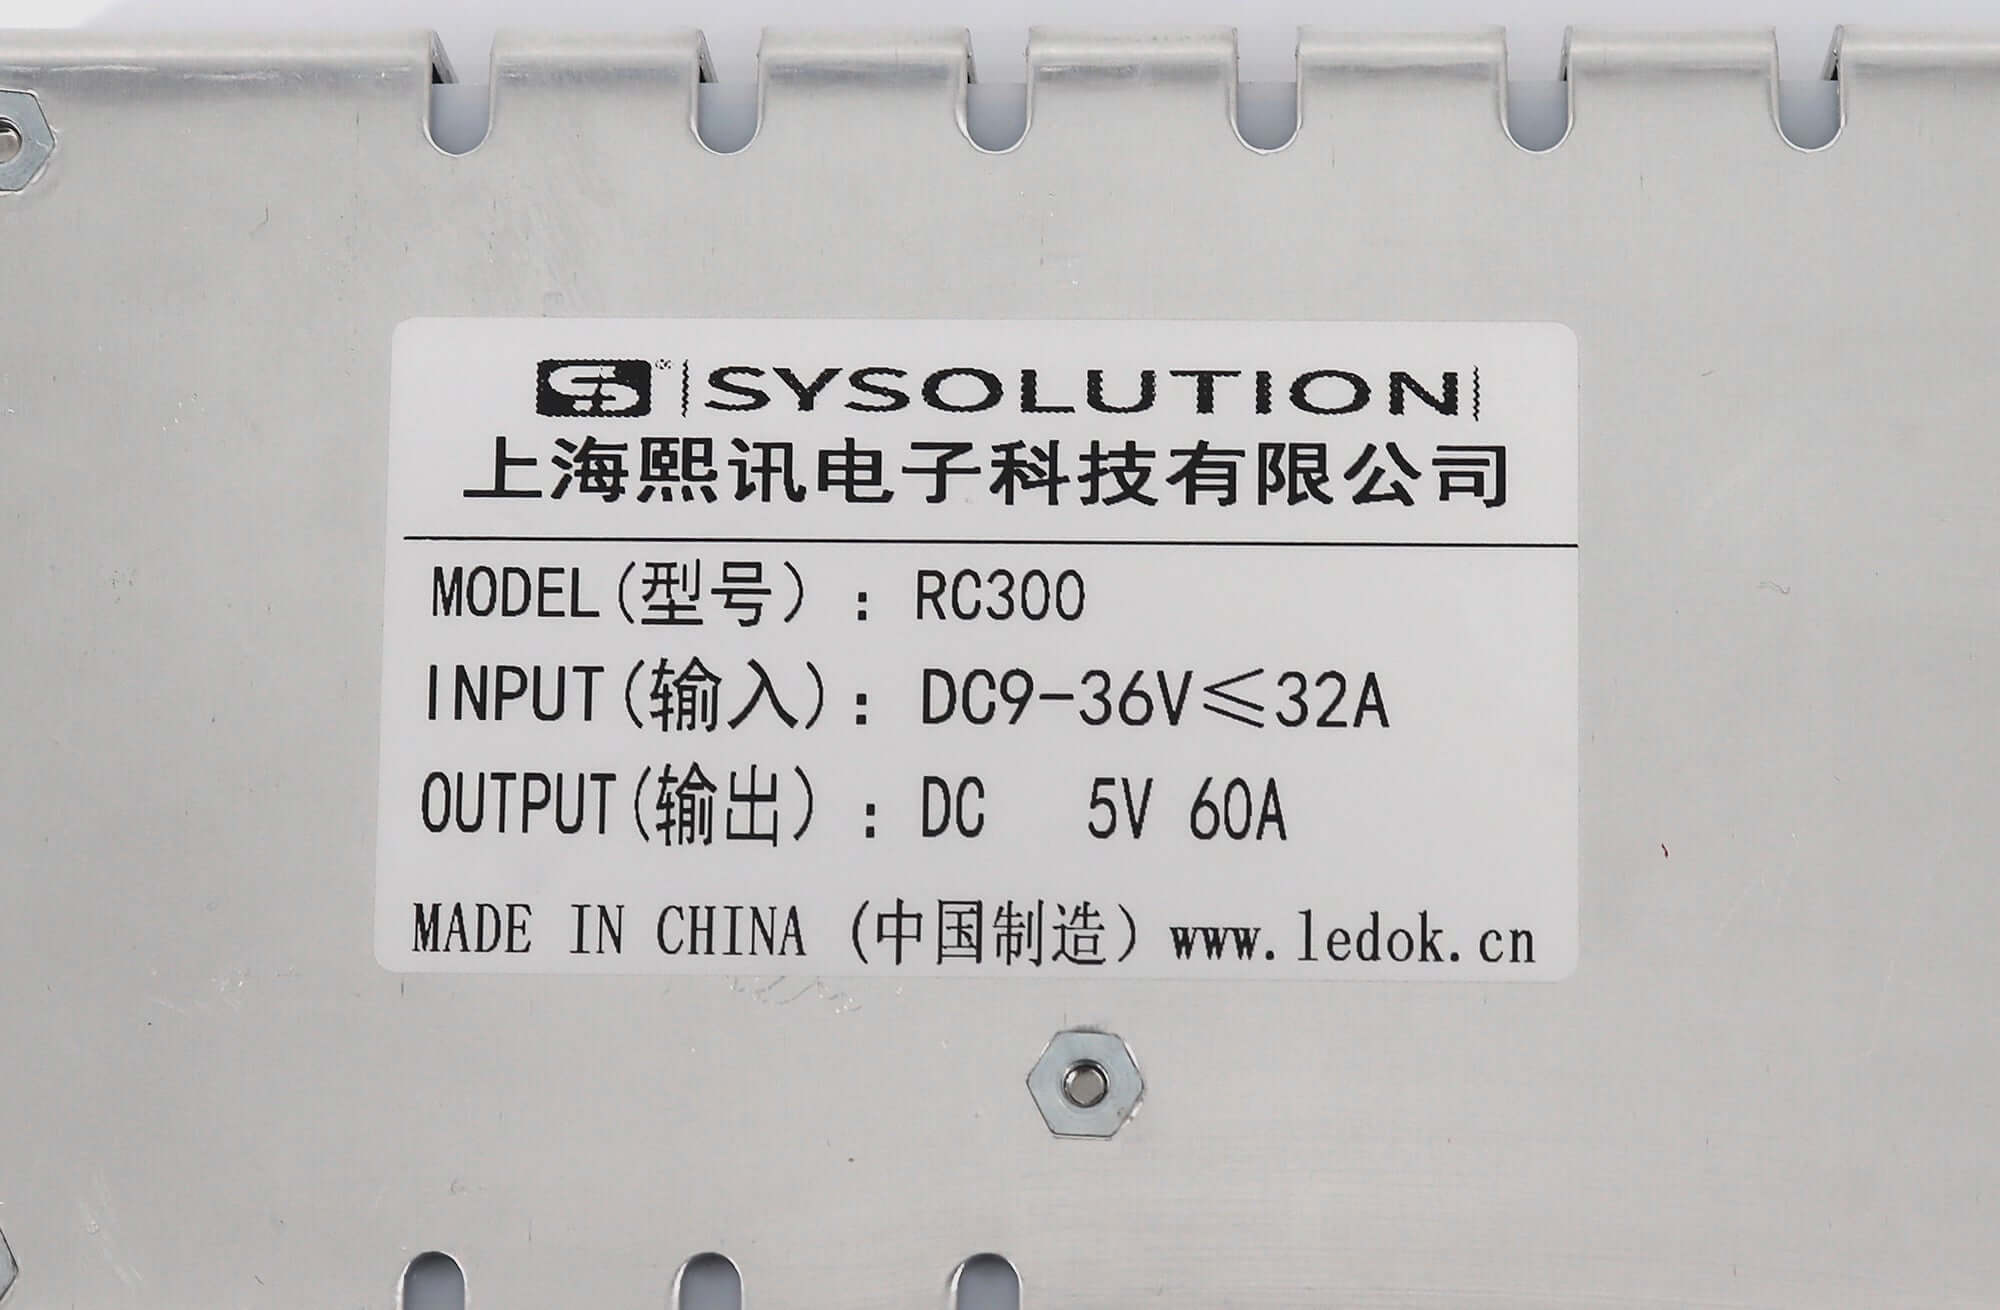 ® SYSOLUTION
上海熙讯电子科技有限公司
MODEL(型号)：RC300
INPUT(输入)：DC9-36V≤32A
OUTPUT(输出)：DC 5V 60A
MADE IN CHINA (中国制造) www.ledok.cn